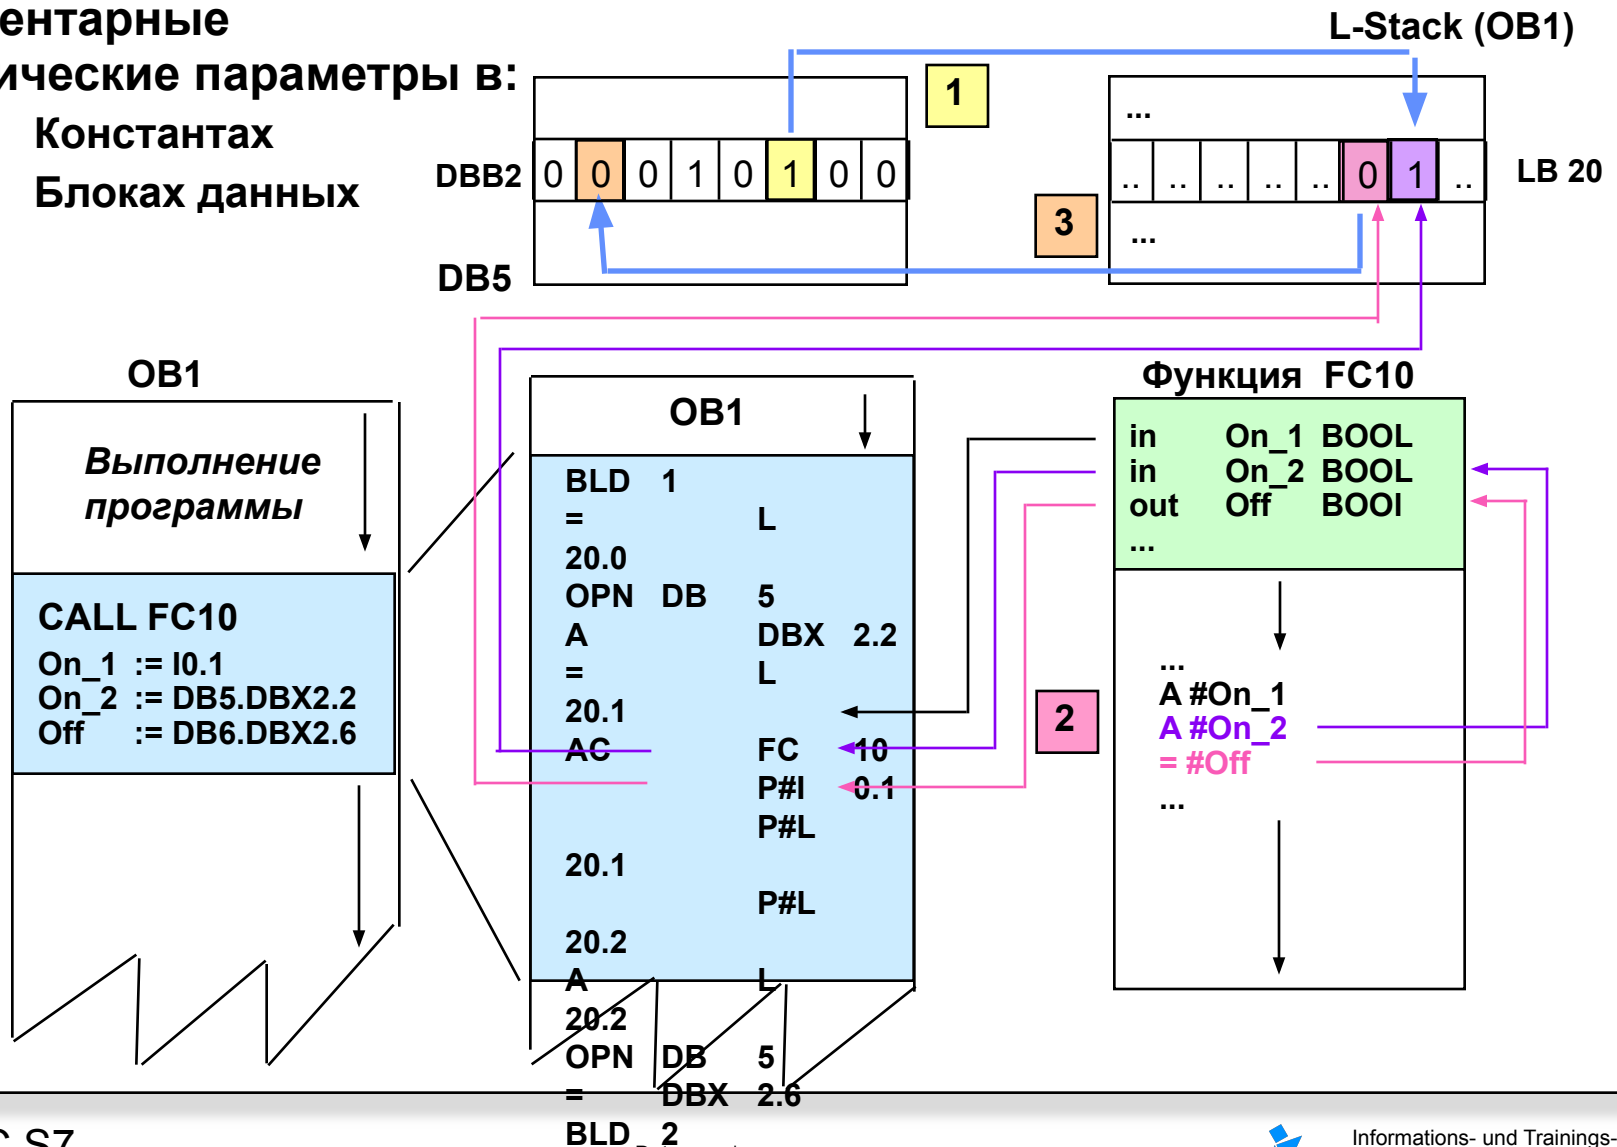 ентарные
ические параметры в:
Константах
Блоках данных
L-Stack (OB1)
1
...
DBB2 0 0 0 1 0 1 0 0
.. .. .. .. .. 0 1 .. LB 20
3
...
DB5
OB1
Выполнение
программы
CALL FC10
On_1 := I0.1
On_2 := DB5.DBX2.2
Off := DB6.DBX2.6
OB1
BLD 1
= L
20.0
OPN DB 5
A DBX 2.2
= L
20.1
AC FC 10
P#I 0.1
P#L
20.1
P#L
20.2
A L
20.2
OPN DB 5
= DBX 2.6
BLD 2
Функция FC10
in On_1 BOOL
in On_2 BOOL
out Off BOOl
...
2
...
A #On_1
A #On_2
= #Off
...
S7
Informations- und Trainings-